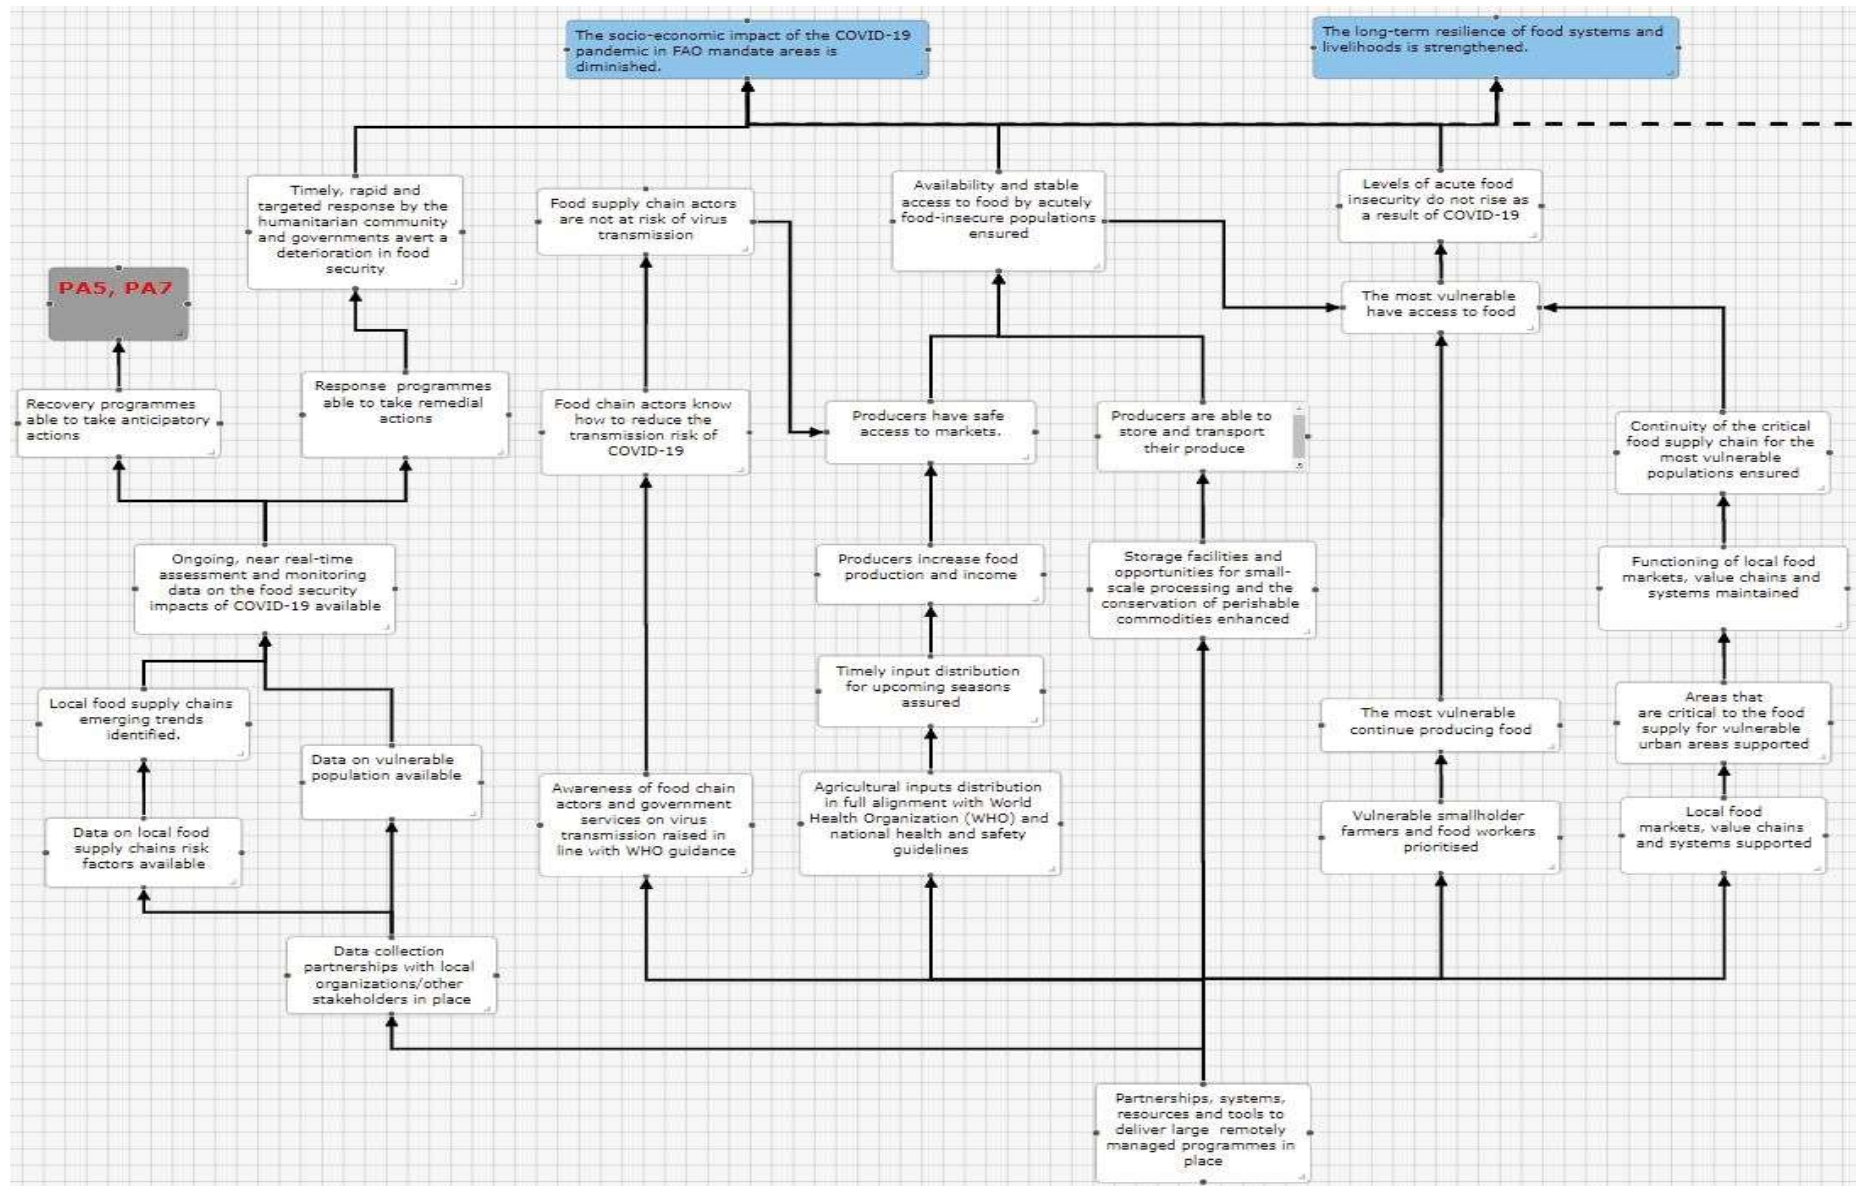 The socio-economic impact of the COVID-19
pandemic in FAO mandate areas is
diminished.
The long-term resilience of food systems and
livelihoods is strengthened.
Timely, rapid and
targeted response by the
humanitarian community
and governments avert a
deterioration in food
security
Food supply chain actors
are not at risk of virus
transmission
Availability and stable
access to food by acutely
food-insecure populations
ensured
Levels of acute food
insecurity do not rise as
a result of COVID-19
PA5, PA7
The most vulnerable
have access to food
Recovery programmes
able to take anticipatory
actions
Response programmes
able to take remedial
actions
Food chain actors know
how to reduce the
transmission risk of
COVID-19
Producers have safe
access to markets.
Producers are able to
store and transport
their produce
Continuity of the critical
food supply chain for the
most vulnerable
populations ensured
Ongoing, near real-time
assessment and monitoring
data on the food security
impacts of COVID-19 available
Producers increase food
production and income
Storage facilities and
opportunities for small-
scale processing and the
conservation of perishable
commodities enhanced
Functioning of local food
markets, value chains and
systems maintained
Local food supply chains
emerging trends
identified.
Data on vulnerable
population available
Timely input distribution
for upcoming seasons
assured
The most vulnerable
continue producing food
Areas that
are critical to the food
supply for vulnerable
urban areas supported
Data on local food
supply chains risk
factors available
Awareness of food chain
actors and government
services on virus
transmission raised in
line with WHO guidance
Agricultural inputs distribution
in full alignment with World
Health Organization (WHO) and
national health and safety
guidelines
Vulnerable smallholder
farmers and food workers
prioritised
Local food
markets, value chains
and systems supported
Data collection
partnerships with local
organizations/other
stakeholders in place
Partnerships, systems,
resources and tools to
deliver large remotely
managed programmes in
place